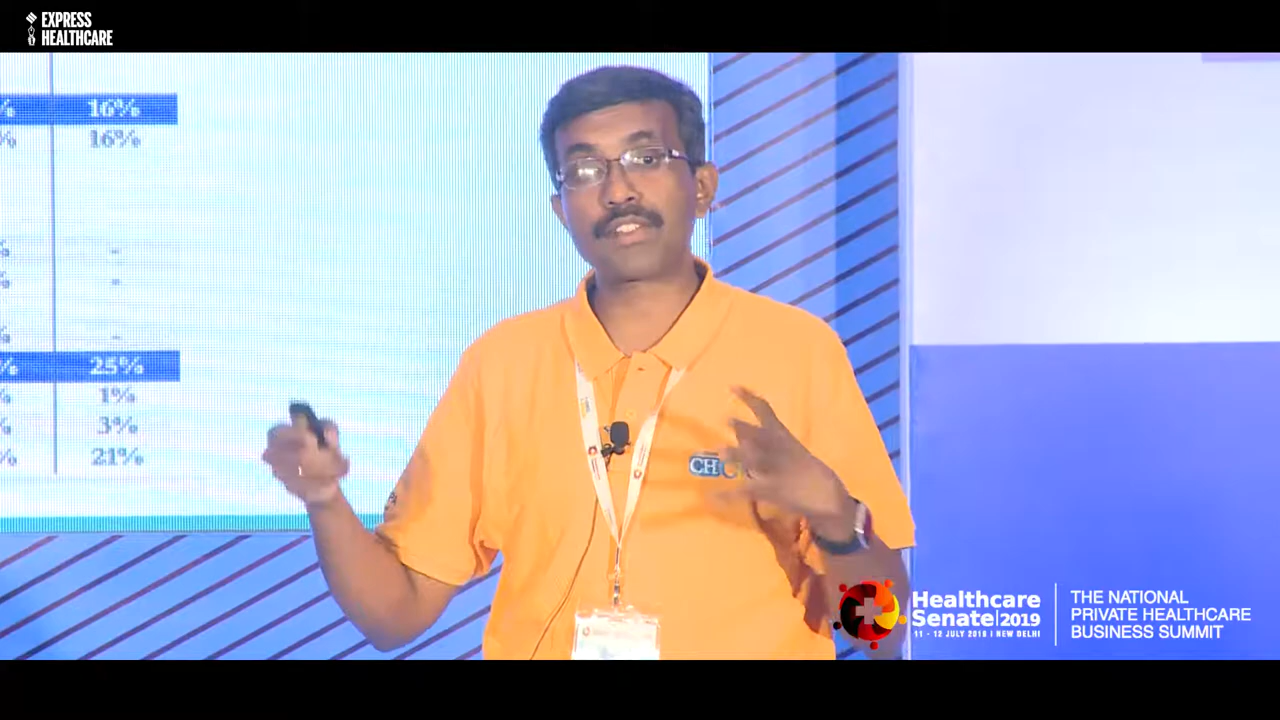 EXPRESS
HEALTHCARE
% 16%
% 16%
% -
% -
% -
% 25%
% 1%
% 3%
% 21%
CH
Healthcare
Senate|2019
11 - 12 JULY 2019 | NEW DELHI
THE NATIONAL
PRIVATE HEALTHCARE
BUSINESS SUMMIT